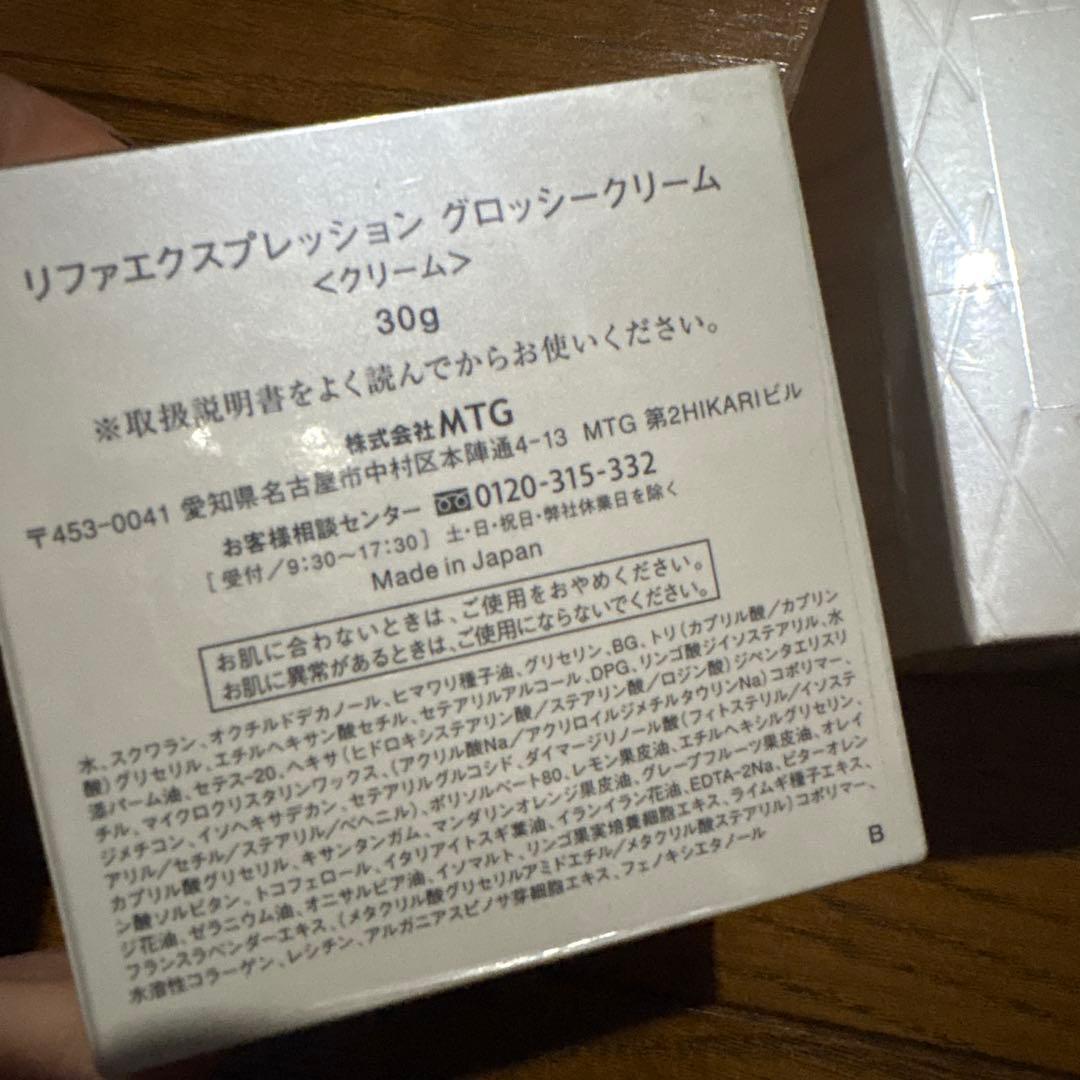 リファエクスプレッション グロッシークリーム
<クリーム>
30g
※取扱説明書をよく読んでからお使いください。
株式会社MTG
〒453-0041 愛知県名古屋市中村区本陣通4-13 MTG 第2HIKARIビル
お客様相談センター 0120-315-332
[ 受付/9:30～17:30 ] 土・日・祝日・弊社休業日を除く
Made in Japan
お肌に合わないときは、ご使用をおやめください。
お肌に異常があるときは、ご使用にならないでください。
水、スクワラン、オクチルドデカノール、ヒマワリ種子油、グリセリン、BG、トリ(カプリル酸/カプリン
酸)グリセリル、エチルヘキサン酸セチル、セテアリルアルコール、DPG、リンゴ酸ジイソステアリル、水
添パーム油、セテス-20、ヘキサ(ヒドロキシステアリン酸/ステアリン酸/ロジン酸)ジペンタエリスリ
チル、マイクロクリスタリンワックス、(アクリル酸Na/アクリロイルジメチルタウリンNa)コポリマー、
ジメチコン、イソヘキサデカン、セテアリルグルコシド、ダイマージリノール酸(フィトステリル/イソステ
アリル/セチル/ステアリル/ベヘニル)、ポリソルベート80、レモン果皮油、エチルヘキシルグリセリン、
カプリル酸グリセリル、キサンタンガム、マンダリンオレンジ果皮油、グレープフルーツ果皮油、オレイ
ン酸ソルビタン、トコフェロール、イタリアイトスギ葉油、イランイラン花油、EDTA-2Na、ビターオレン
ジ花油、ゼラニウム油、オニサルビア油、イソマルト、リンゴ果実培養細胞エキス、ライムギ種子エキス、
フランスラベンダーエキス、(メタクリル酸グリセリルアミドエチル/メタクリル酸ステアリル)コポリマー、
水溶性コラーゲン、レシチン、アルガニアスピノサ芽細胞エキス、フェノキシエタノール
B